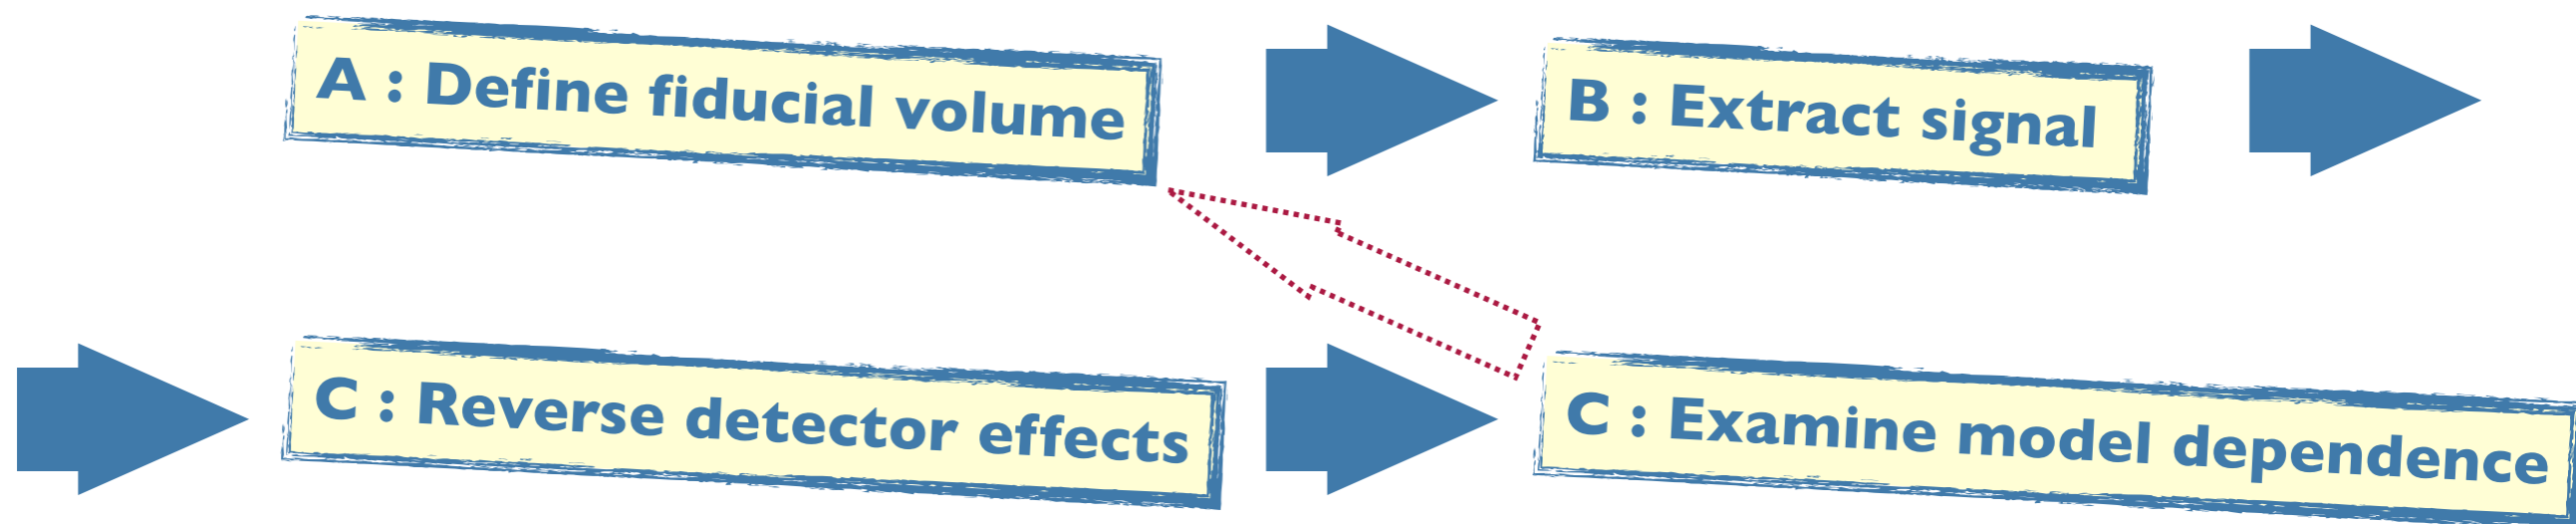 A : Define fiducial volume
B : Extract signal
C : Reverse detector effects
C : Examine model dependence